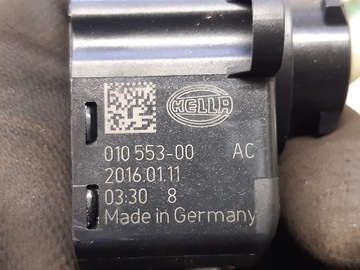 HELLA
010 553-00 AC
2016.01.11
03:30 8
Made in Germany